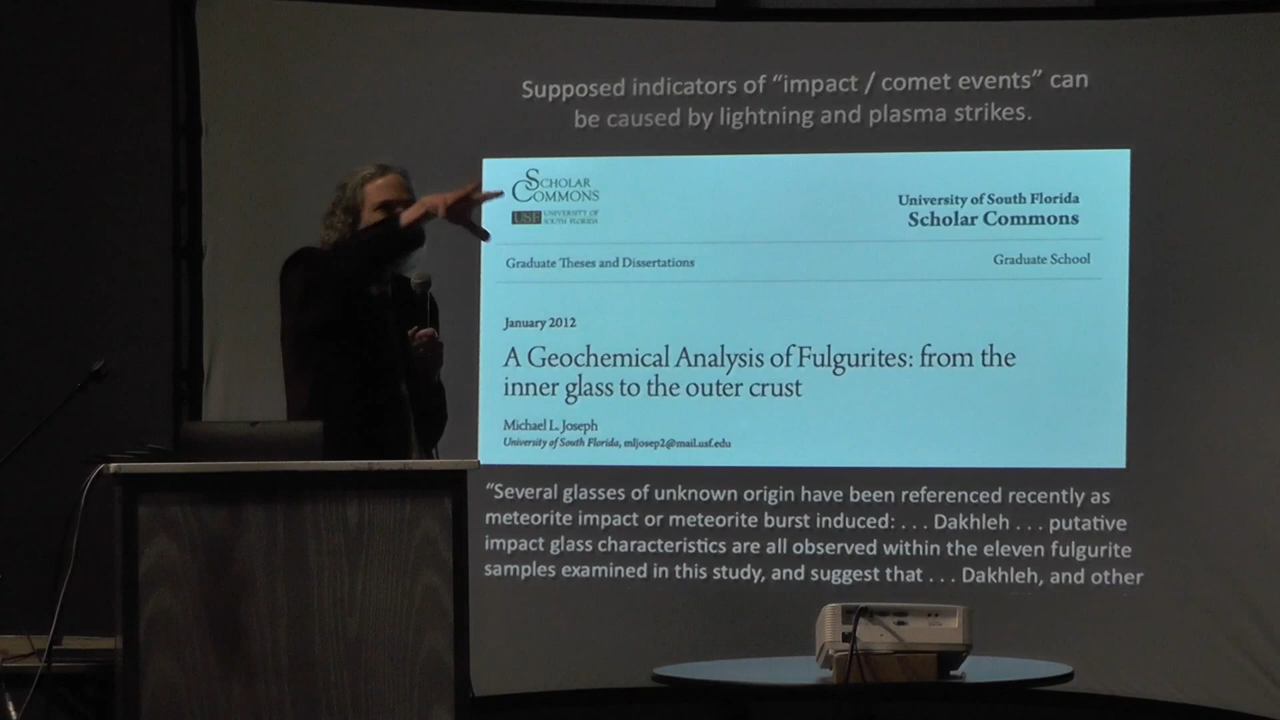 Supposed indicators of “impact / comet events” can
be caused by lightning and plasma strikes.
SCHOLAR
COMMONS
USF UNIVERSITY OF
SOUTH FLORIDA
University of South Florida
Scholar Commons
Graduate Theses and Dissertations
Graduate School
January 2012
A Geochemical Analysis of Fulgurites: from the
inner glass to the outer crust
Michael L. Joseph
University of South Florida, mljosep2@mail.usf.edu
“Several glasses of unknown origin have been referenced recently as
meteorite impact or meteorite burst induced: . . . Dakhleh . . . putative
impact glass characteristics are all observed within the eleven fulgurite
samples examined in this study, and suggest that . . . Dakhleh, and other